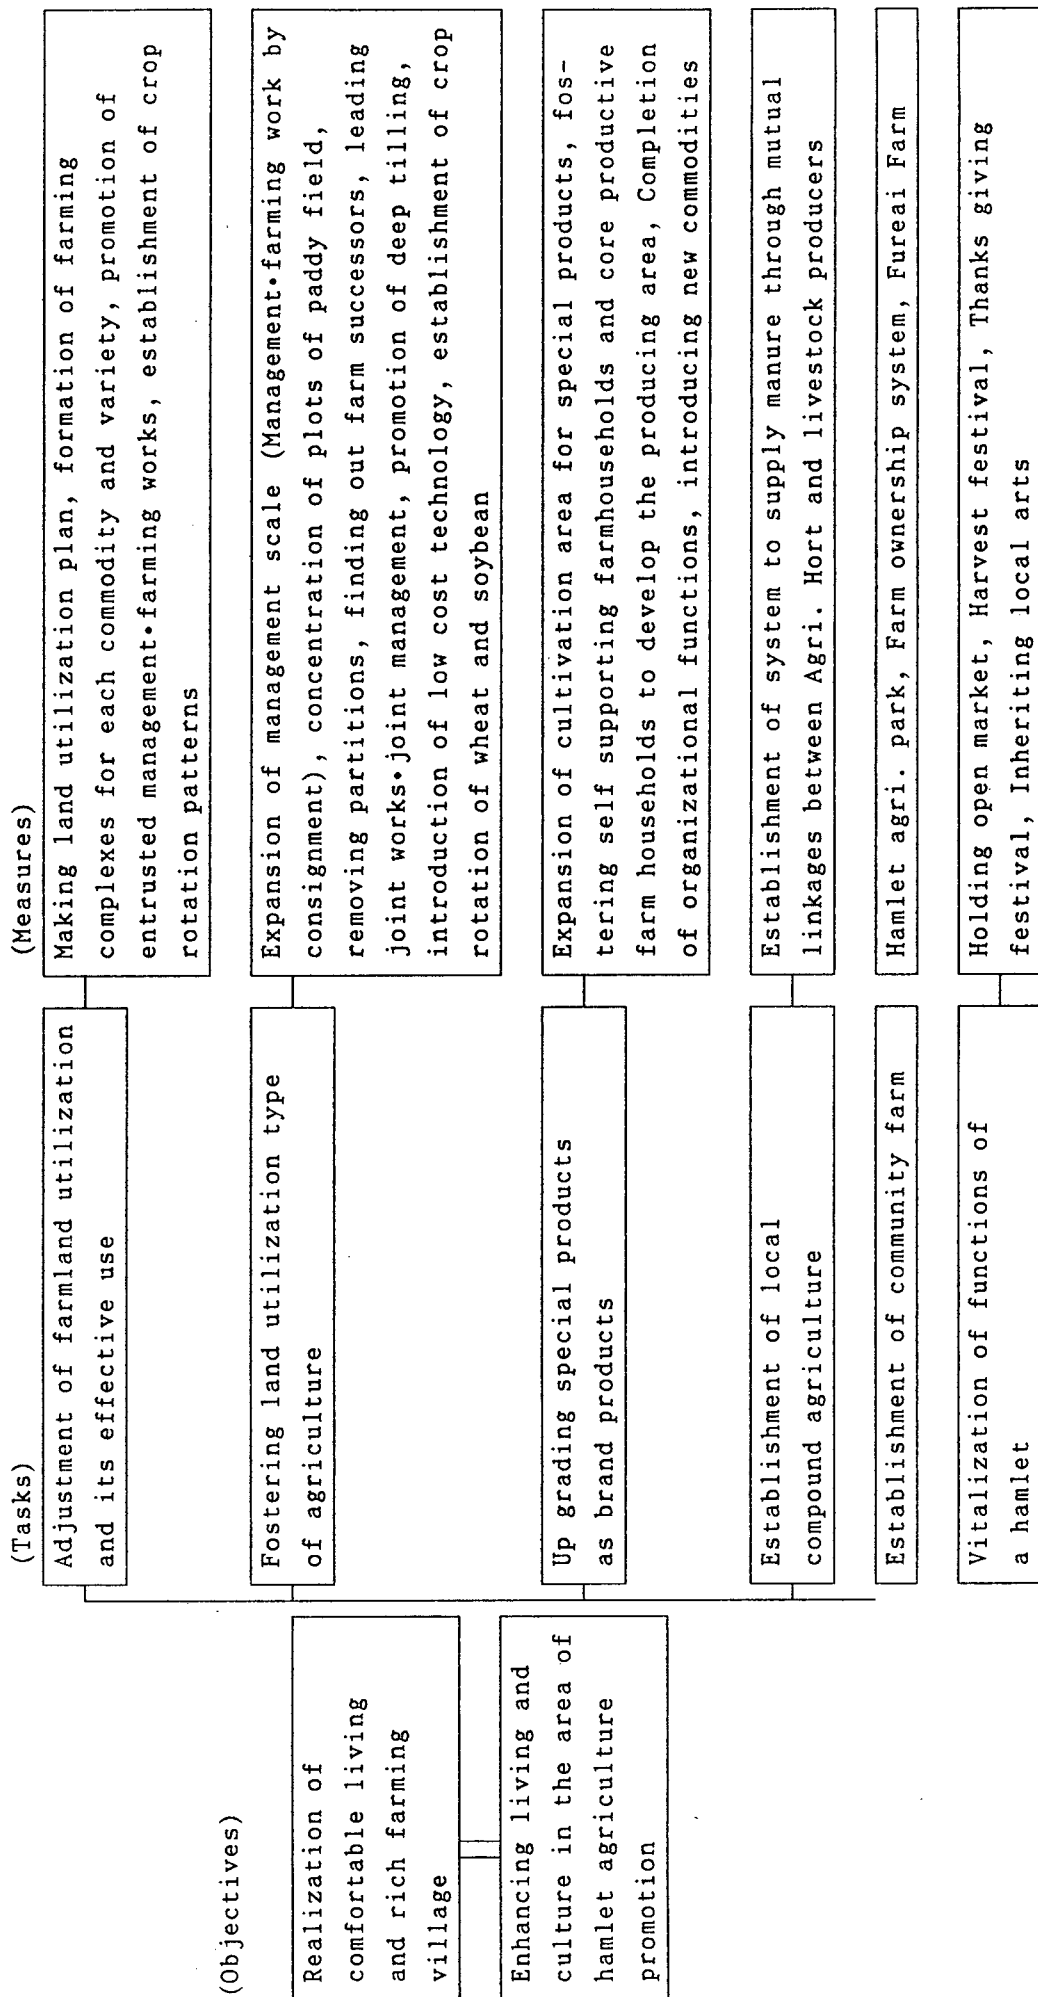 (Objectives)
Realization of
comfortable living
and rich farming
village
Enhancing living and
culture in the area of
hamlet agriculture
promotion
(Tasks)
Adjustment of farmland utilization
and its effective use
Fostering land utilization type
of agriculture
Up grading special products
as brand products
Establishment of local
compound agriculture
Establishment of community farm
Vitalization of functions of
a hamlet
(Measures)
Making land utilization plan, formation of farming
complexes for each commodity and variety, promotion of
entrusted management•farming works, establishment of crop
rotation patterns
Expansion of management scale (Management•farming work by
consignment), concentration of plots of paddy field,
removing partitions, finding out farm successors, leading
joint works•joint management, promotion of deep tilling,
introduction of low cost technology, establishment of crop
rotation of wheat and soybean
Expansion of cultivation area for special products, fos-
tering self supporting farmhouseholds and core productive
farm households to develop the producing area, Completion
of organizational functions, introducing new commodities
Establishment of system to supply manure through mutual
linkages between Agri. Hort and livestock producers
Hamlet agri. park, Farm ownership system, Fureai Farm
Holding open market, Harvest festival, Thanks giving
festival, Inheriting local arts